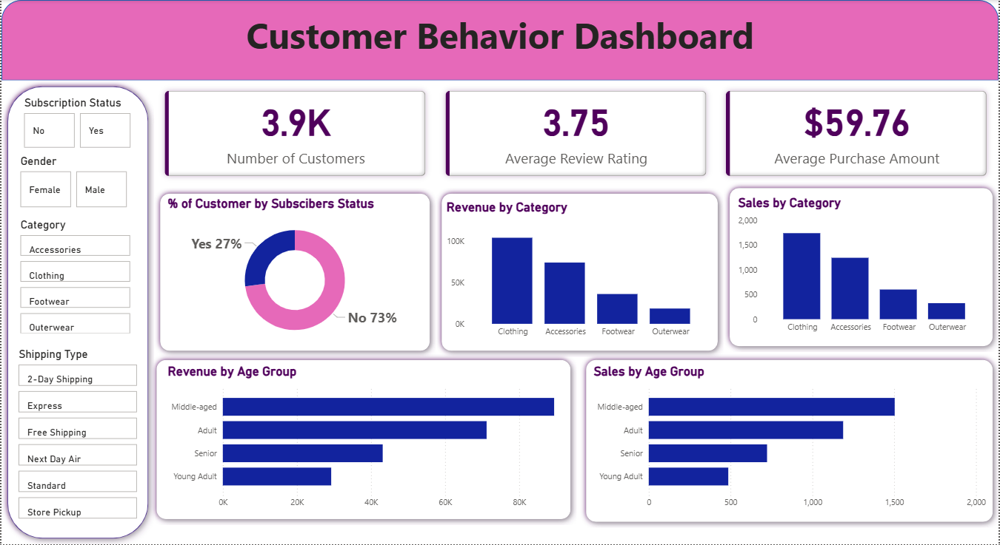 Customer Behavior Dashboard
Subscription Status
No
Yes
Gender
Female
Male
Category
Accessories
Clothing
Footwear
Outerwear
Shipping Type
2-Day Shipping
Express
Free Shipping
Next Day Air
Standard
Store Pickup
3.9K
Number of Customers
3.75
Average Review Rating
$59.76
Average Purchase Amount
% of Customer by Subscibers Status
Yes 27%
No 73%
Revenue by Category
100K
50K
0K
Clothing
Accessories
Footwear
Outerwear
Sales by Category
2,000
1,500
1,000
500
0
Clothing
Accessories
Footwear
Outerwear
Revenue by Age Group
Middle-aged
Adult
Senior
Young Adult
0K
20K
40K
60K
80K
Sales by Age Group
Middle-aged
Adult
Senior
Young Adult
0
500
1,000
1,500
2,000